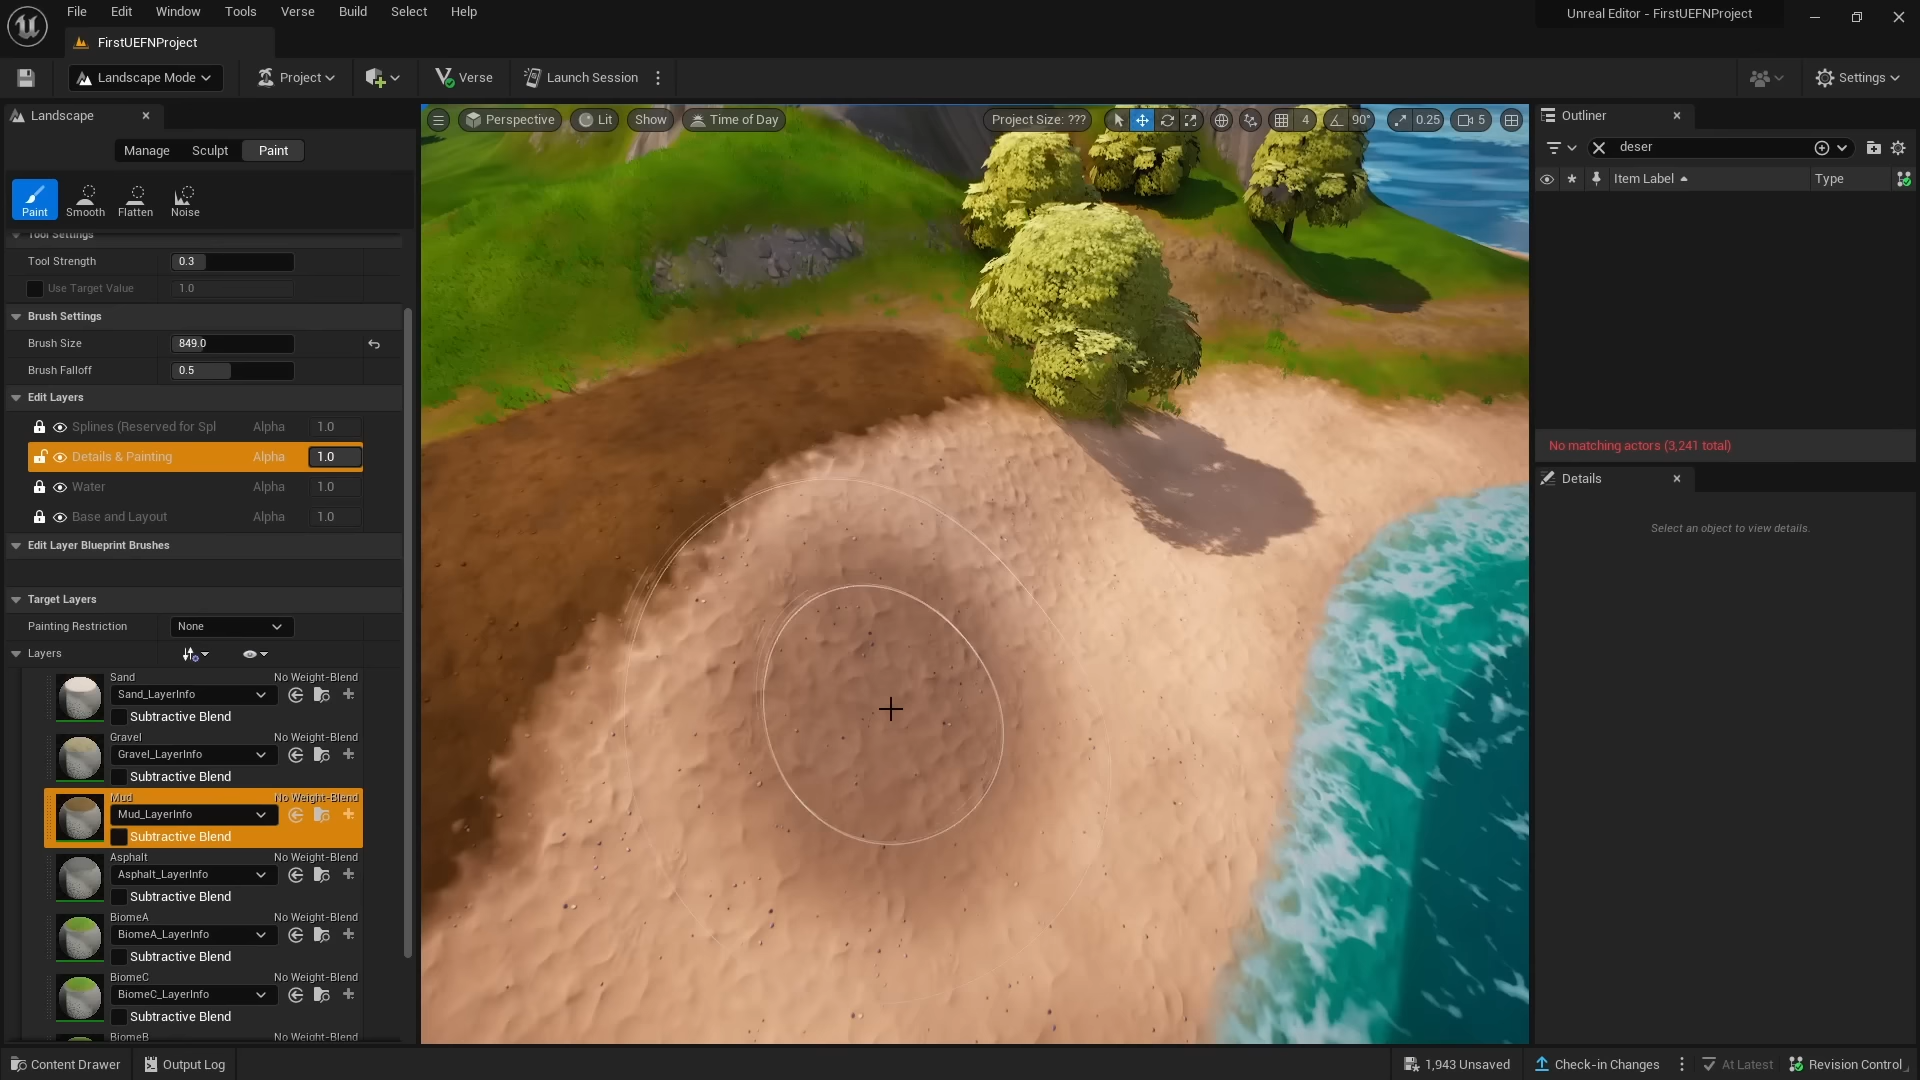 File Edit Window Tools Verse Build Select Help
Unreal Editor - FirstUEFNProject
FirstUEFNProject
Landscape Mode Project Verse Launch Session Settings
Landscape
Manage Sculpt Paint
Paint Smooth Flatten Noise
Tool Settings
Tool Strength 0.3
Use Target Value 1.0
Brush Settings
Brush Size 849.0
Brush Falloff 0.5
Edit Layers
Splines (Reserved for Spl Alpha 1.0
Details & Painting Alpha 1.0
Water Alpha 1.0
Base and Layout Alpha 1.0
Edit Layer Blueprint Brushes
Target Layers
Painting Restriction None
Layers
Sand No Weight-Blend
Sand_LayerInfo
Subtractive Blend
Gravel No Weight-Blend
Gravel_LayerInfo
Subtractive Blend
Mud No Weight-Blend
Mud_LayerInfo
Subtractive Blend
Asphalt No Weight-Blend
Asphalt_LayerInfo
Subtractive Blend
BiomeA No Weight-Blend
BiomeA_LayerInfo
Subtractive Blend
BiomeC No Weight-Blend
BiomeC_LayerInfo
Subtractive Blend
BiomeB No Weight-Blend
Perspective Lit Show Time of Day Project Size: ??? 4 90° 0.25 5
Outliner
deser
Item Label Type
No matching actors (3,241 total)
Details
Select an object to view details.
Content Drawer Output Log 1,943 Unsaved Check-in Changes At Latest Revision Control